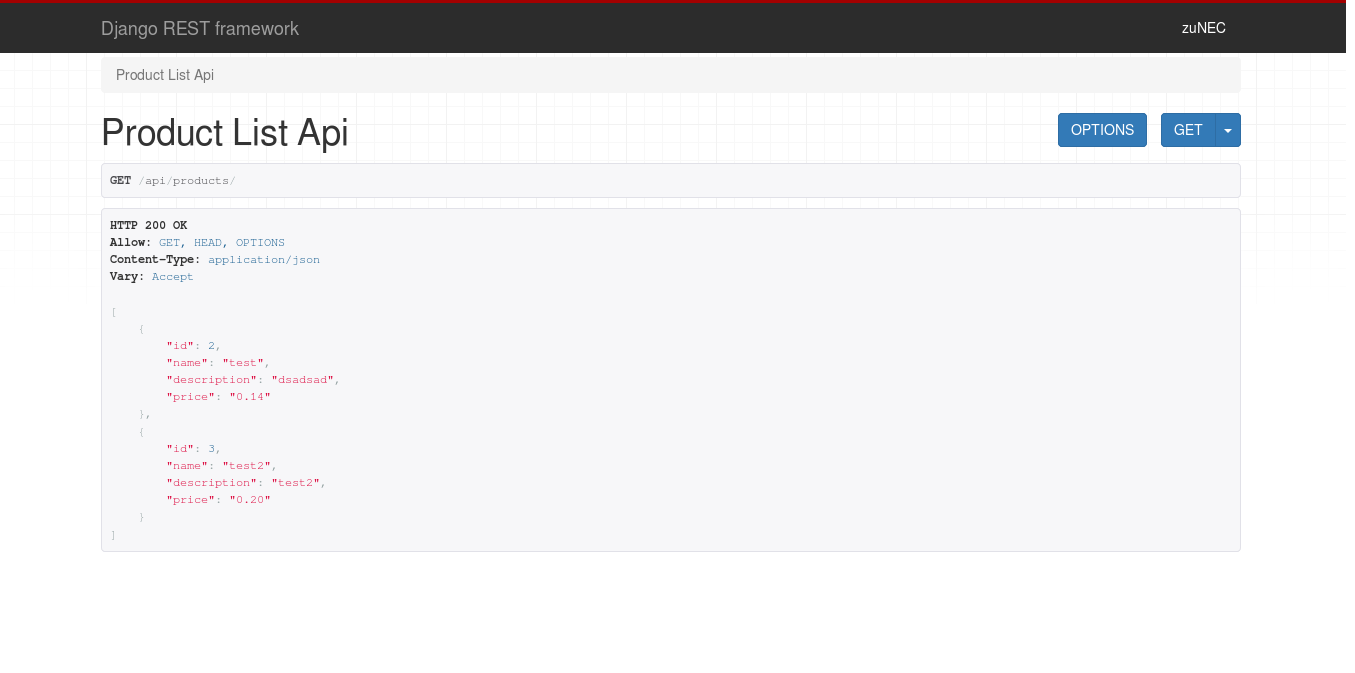 Django REST framework
zuNEC
Product List Api
Product List Api
OPTIONS
GET
GET /api/products/
HTTP 200 OK
Allow: GET, HEAD, OPTIONS
Content-Type: application/json
Vary: Accept
[
    {
        "id": 2,
        "name": "test",
        "description": "dsadsad",
        "price": "0.14"
    },
    {
        "id": 3,
        "name": "test2",
        "description": "test2",
        "price": "0.20"
    }
]